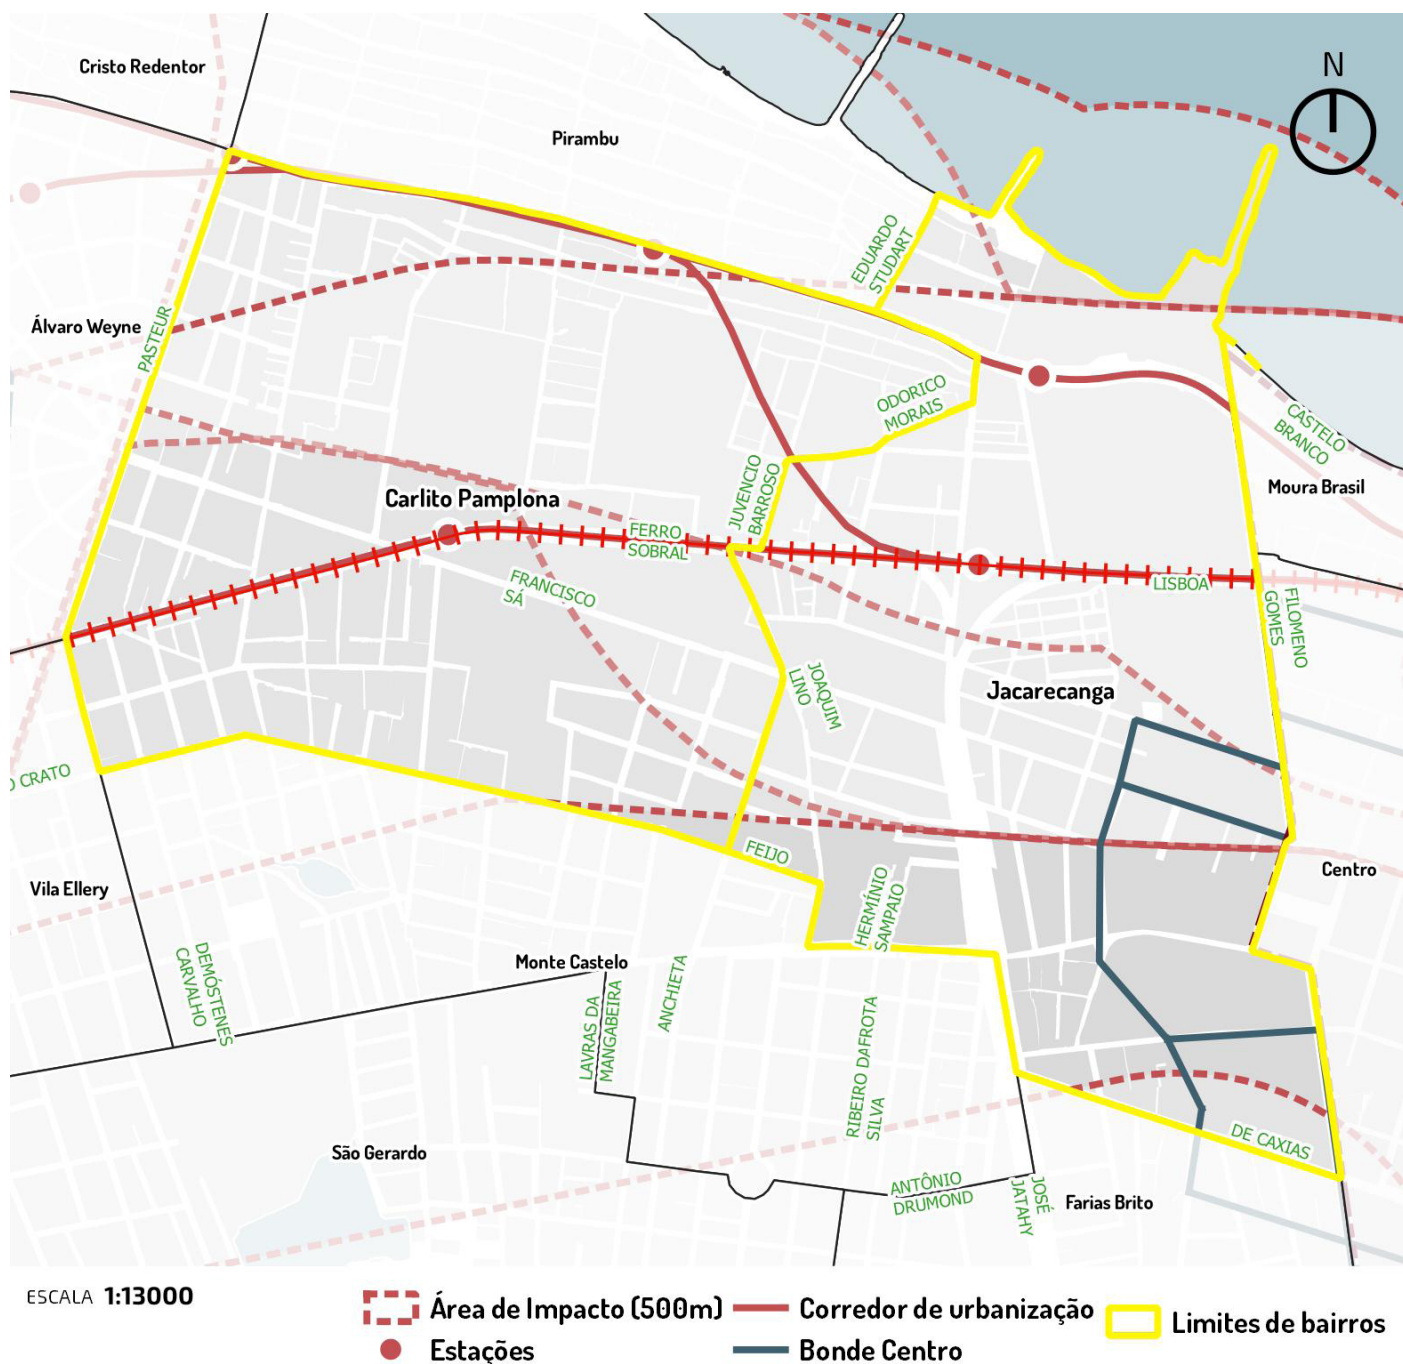 Cristo Redentor
Pirambu
N
EDUARDO
STUDART
Álvaro Weyne
PASTEUR
ODORICO
MORAIS
CASTELO
BRANCO
Moura Brasil
JUVENCIO
BARROSO
Carlito Pamplona
FERRO
SOBRAL
FRANCISCO
SÁ
LISBOA
FILOMENO
GOMES
JOAQUIM
LINO
Jacarecanga
O CRATO
FEIJO
Centro
Vila Ellery
HERMÍNIO
SAMPAIO
DEMÓSTENES
CARVALHO
Monte Castelo
ANCHIETA
LAVRAS DA
MANGABEIRA
RIBEIRO DAFROTA
SILVA
São Gerardo
DE CAXIAS
ANTÔNIO
DRUMOND
JOSÉ
JATAHY
Farias Brito
ESCALA 1:13000
Área de Impacto (500m)
Corredor de urbanização
Limites de bairros
Estações
Bonde Centro